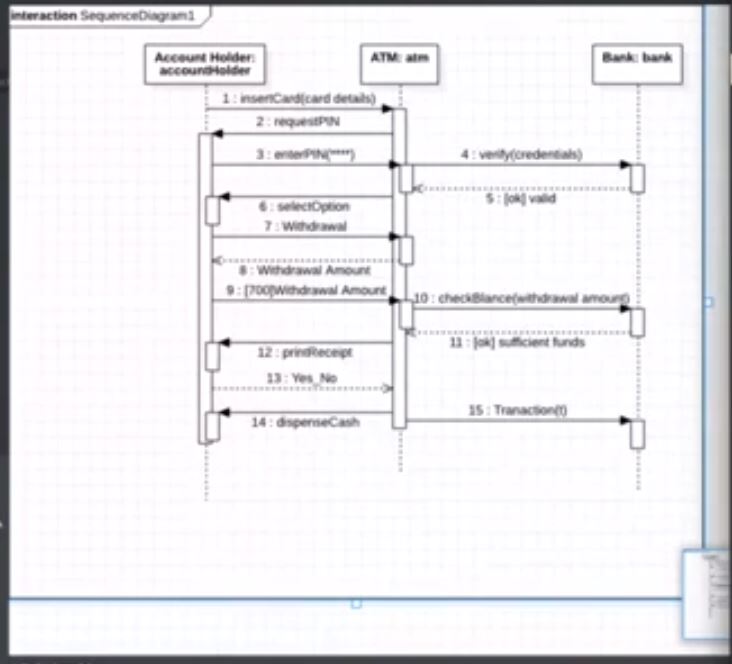 interaction SequenceDiagram1
Account Holder:
accountHolder
ATM: atm
Bank: bank
1 : insertCard(card details)
2 : requestPIN
3 : enterPIN(****)
4 : verify(credentials)
5 : [ok] valid
6 : selectOption
7 : Withdrawal
8 : Withdrawal Amount
9 : [700]Withdrawal Amount
10 : checkBlance(withdrawal amount)
11 : [ok] sufficient funds
12 : printReceipt
13 : Yes_No
14 : dispenseCash
15 : Tranaction(t)